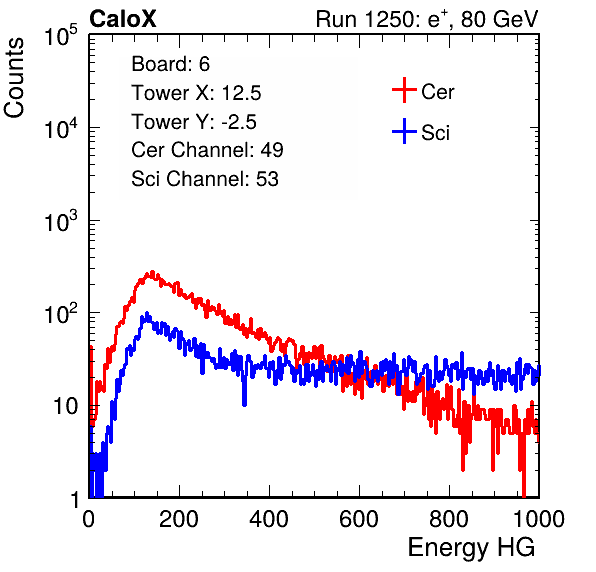 CaloX Run 1250: e⁺, 80 GeV
Counts
Board: 6
Tower X: 12.5
Tower Y: -2.5
Cer Channel: 49
Sci Channel: 53
Cer
Sci
10⁵
10⁴
10³
10²
10
1
0 200 400 600 800 1000
Energy HG